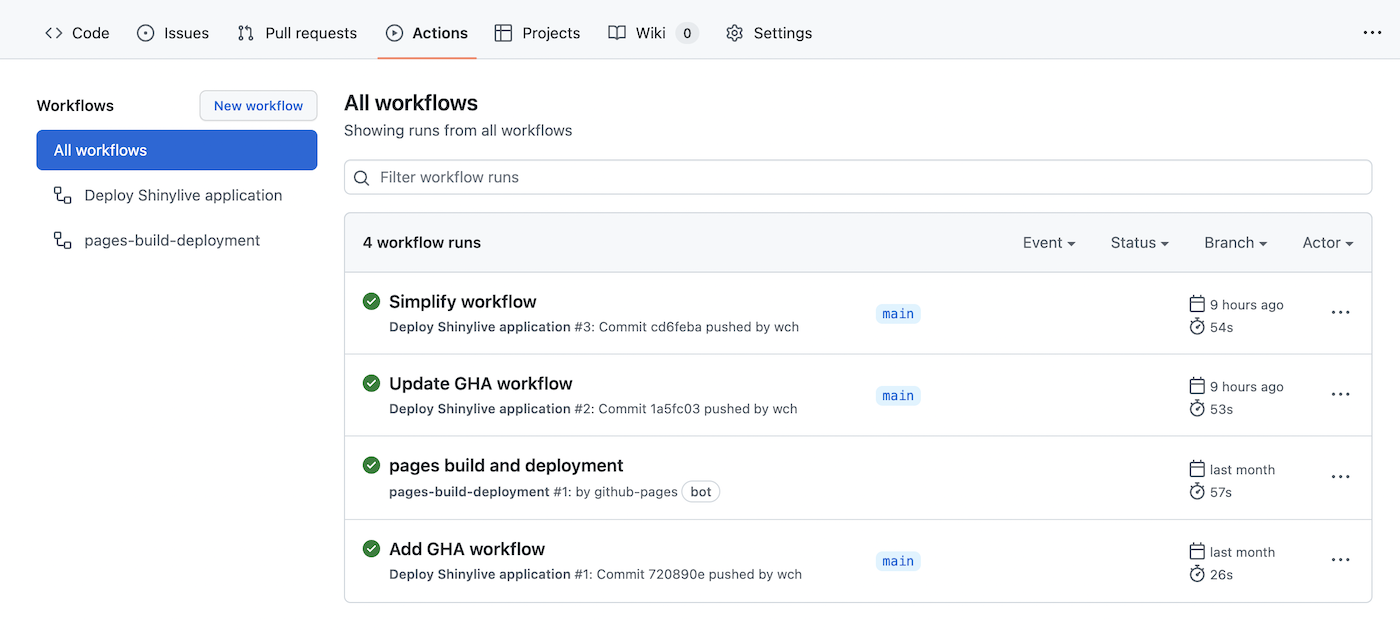 Code Issues Pull requests Actions Projects Wiki 0 Settings
Workflows
New workflow
All workflows
Deploy Shinylive application
pages-build-deployment
All workflows
Showing runs from all workflows
Filter workflow runs
4 workflow runs Event Status Branch Actor
Simplify workflow
Deploy Shinylive application #3: Commit cd6feba pushed by wch
main
9 hours ago
54s
Update GHA workflow
Deploy Shinylive application #2: Commit 1a5fc03 pushed by wch
main
9 hours ago
53s
pages build and deployment
pages-build-deployment #1: by github-pages bot
last month
57s
Add GHA workflow
Deploy Shinylive application #1: Commit 720890e pushed by wch
main
last month
26s